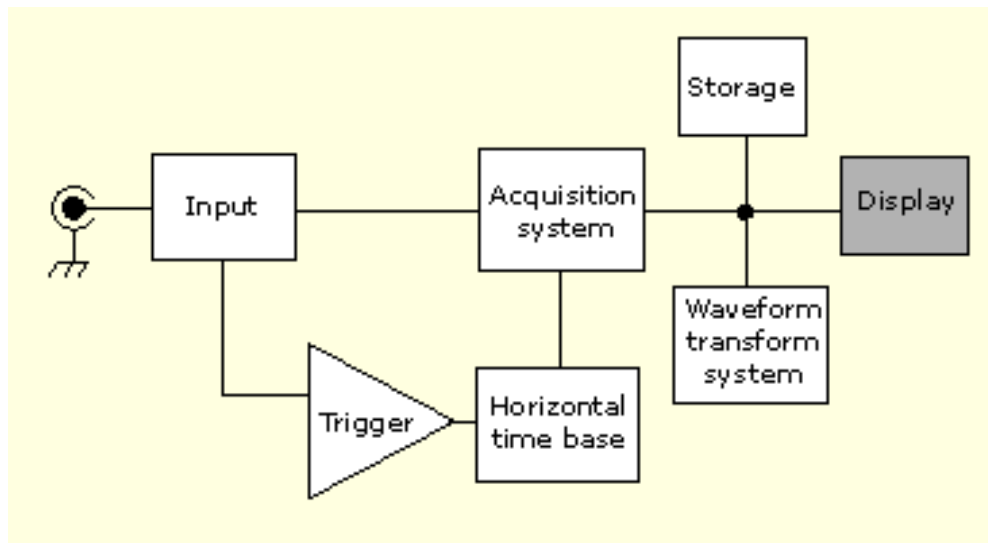 Storage
Input
Acquisition
system
Display
Waveform
transform
system
Trigger
Horizontal
time base